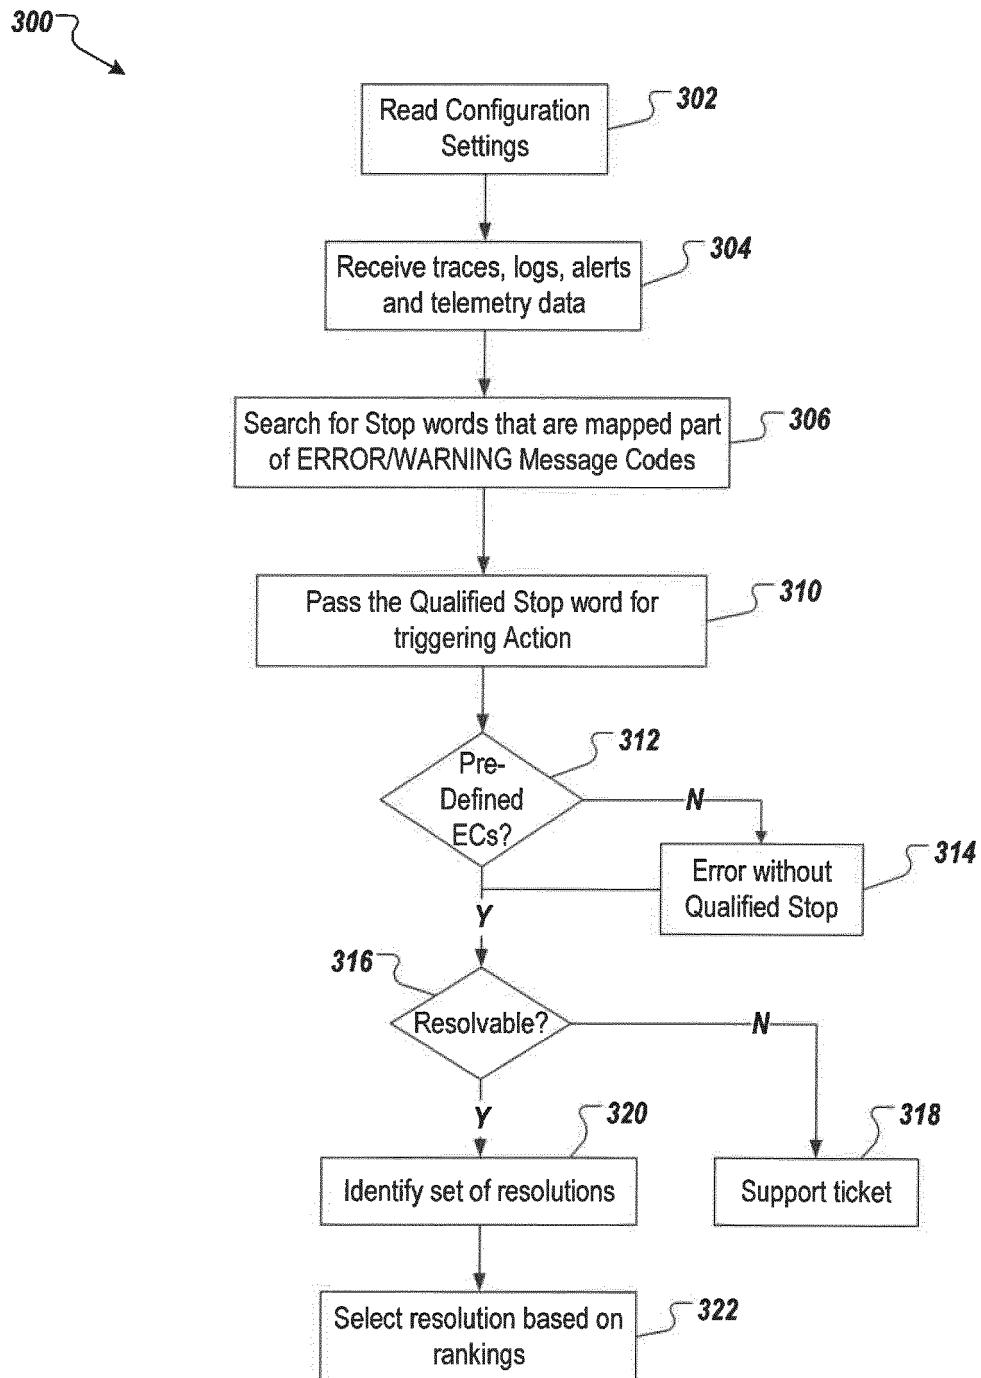 300
302
Read Configuration
Settings
304
Receive traces, logs, alerts
and telemetry data
306
Search for Stop words that are mapped part
of ERROR/WARNING Message Codes
310
Pass the Qualified Stop word for
triggering Action
312
Pre-
Defined
ECs?
N
314
Error without
Qualified Stop
Y
316
Resolvable?
N
Y
320
318
Identify set of resolutions
Support ticket
322
Select resolution based on
rankings